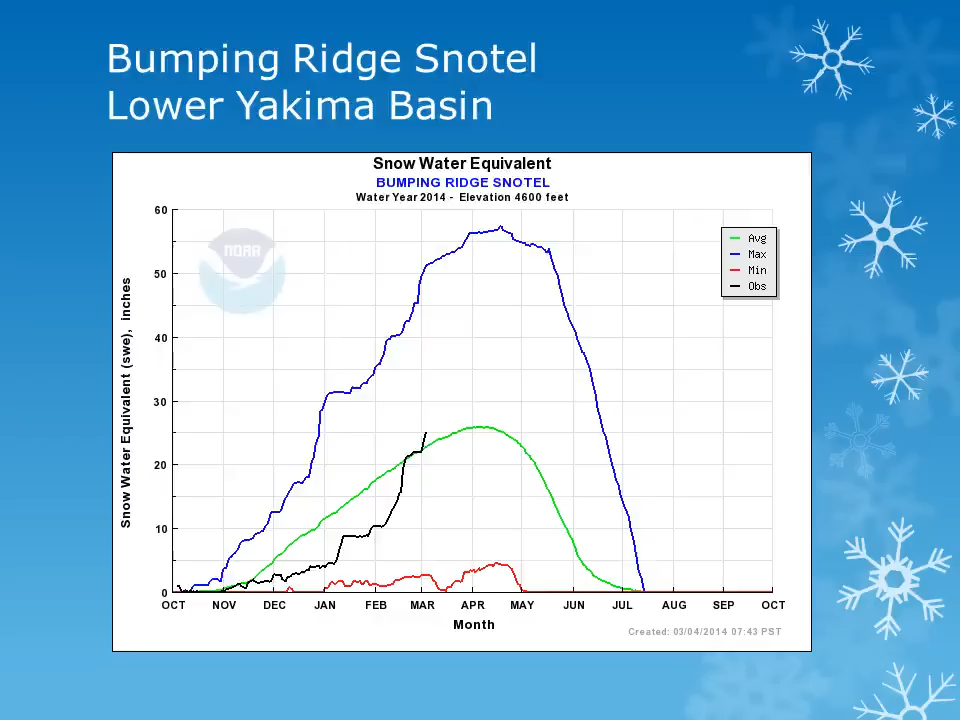 Bumping Ridge Snotel
Lower Yakima Basin
Snow Water Equivalent
BUMPING RIDGE SNOTEL
Water Year 2014 - Elevation 4600 feet
NOAA
Avg
Max
Min
Obs
Snow Water Equivalent (swe), inches
60
50
40
30
20
10
0
OCT NOV DEC JAN FEB MAR APR MAY JUN JUL AUG SEP OCT
Month
Created: 03/04/2014 07:43 PST